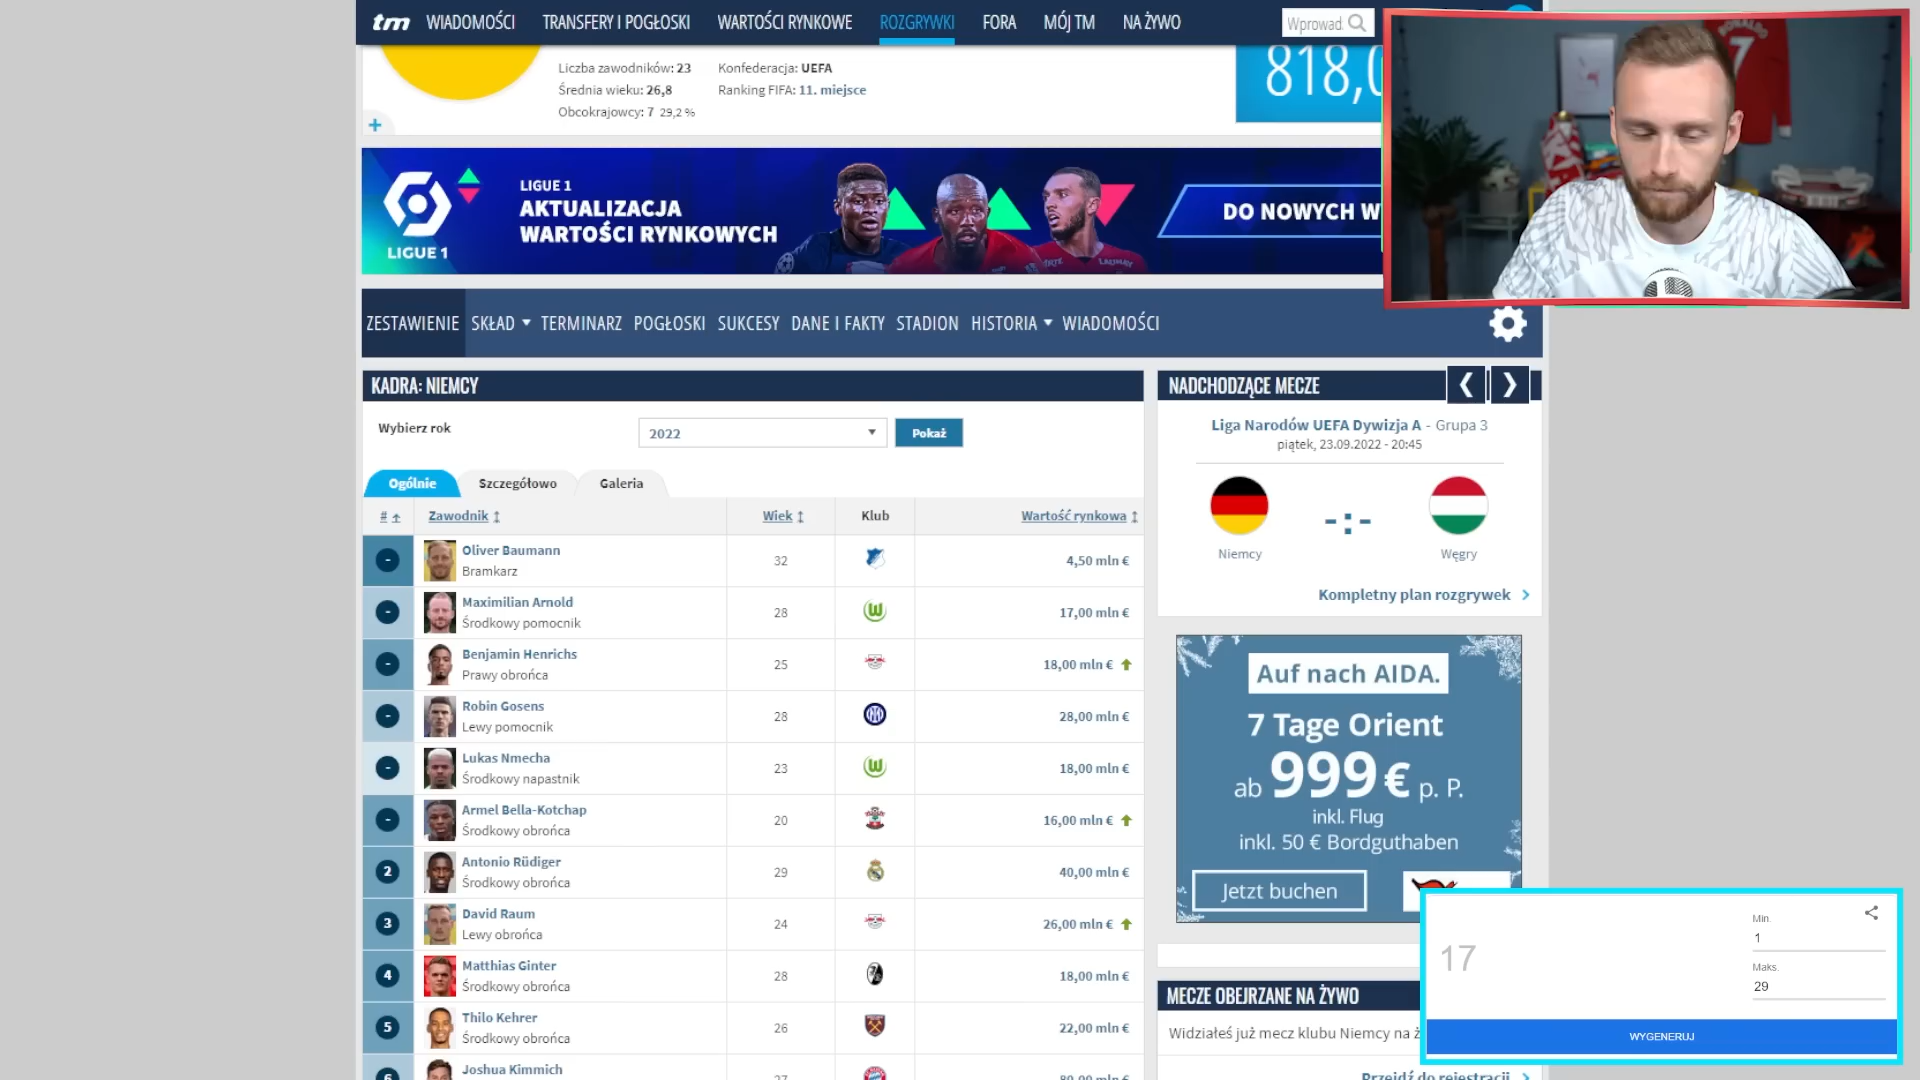 tm WIADOMOŚCI TRANSFERY I POGŁOSKI WARTOŚCI RYNKOWE ROZGRYWKI FORA MÓJ TM NA ŻYWO Wprowad.
Liczba zawodników: 23 Konfederacja: UEFA
Średnia wieku: 26,8 Ranking FIFA: 11. miejsce
Obcokrajowcy: 7 29,2 %
+
818,0
LIGUE 1
AKTUALIZACJA
WARTOŚCI RYNKOWYCH
LIGUE 1
DO NOWYCH W
7
ZESTAWIENIE SKŁAD TERMINARZ POGŁOSKI SUKCESY DANE I FAKTY STADION HISTORIA WIADOMOŚCI
KADRA: NIEMCY
Wybierz rok 2022 Pokaż
Ogólnie Szczegółowo Galeria
# Zawodnik Wiek Klub Wartość rynkowa
- Oliver Baumann 32 4,50 mln €
Bramkarz
- Maximilian Arnold 28 17,00 mln €
Środkowy pomocnik
- Benjamin Henrichs 25 18,00 mln €
Prawy obrońca
- Robin Gosens 28 28,00 mln €
Lewy pomocnik
- Lukas Nmecha 23 18,00 mln €
Środkowy napastnik
- Armel Bella-Kotchap 20 16,00 mln €
Środkowy obrońca
2 Antonio Rüdiger 29 40,00 mln €
Środkowy obrońca
3 David Raum 24 26,00 mln €
Lewy obrońca
4 Matthias Ginter 28 18,00 mln €
Środkowy obrońca
5 Thilo Kehrer 26 22,00 mln €
Środkowy obrońca
6 Joshua Kimmich 27 80,00 mln €
NADCHODZĄCE MECZE
Liga Narodów UEFA Dywizja A - Grupa 3
piątek, 23.09.2022 - 20:45
-:-
Niemcy Węgry
Kompletny plan rozgrywek
Auf nach AIDA.
7 Tage Orient
ab 999 € p. P.
inkl. Flug
inkl. 50 € Bordguthaben
Jetzt buchen
MECZE OBEJRZANE NA ŻYWO
Widziałeś już mecz klubu Niemcy na ż
Przejdź do rejestracji
17
Min.
1
Maks.
29
WYGENERUJ